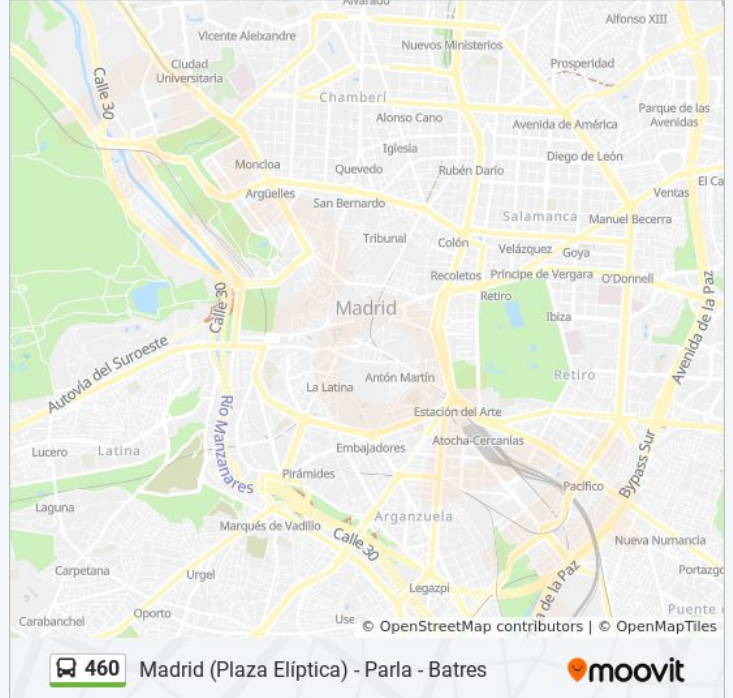 Alvarado
Alfonso XIII
Vicente Aleixandre
Nuevos Ministerios
Ciudad
Universitaria
Prosperidad
Calle 30
Chamberí
Parque de las
Avenidas
Alonso Cano
Avenida de América
Iglesia
Diego de León
Moncloa
Quevedo
Rubén Darío
El Ca
Argüelles
Ventas
San Bernardo
Salamanca
Manuel Becerra
Tribunal
Colón
Velázquez
Goya
Recoletos
Príncipe de Vergara
O'Donnell
Calle 30
Retiro
Madrid
Ibiza
Avenida de la Paz
Autovía del Suroeste
La Latina
Antón Martín
Retiro
Estación del Arte
Río Manzanares
Embajadores
Atocha-Cercanías
Lucero
Latina
Bypass Sur
Pirámides
Pacífico
Laguna
Arganzuela
Marqués de Vadillo
Calle 30
Nueva Numancia
Carpetana
Urgel
Portazgo
Legazpi
a de la Paz
Carabanchel
Oporto
Puente
Use
© OpenStreetMap contributors | © OpenMapTiles
460 Madrid (Plaza Elíptica) - Parla - Batres
moovit